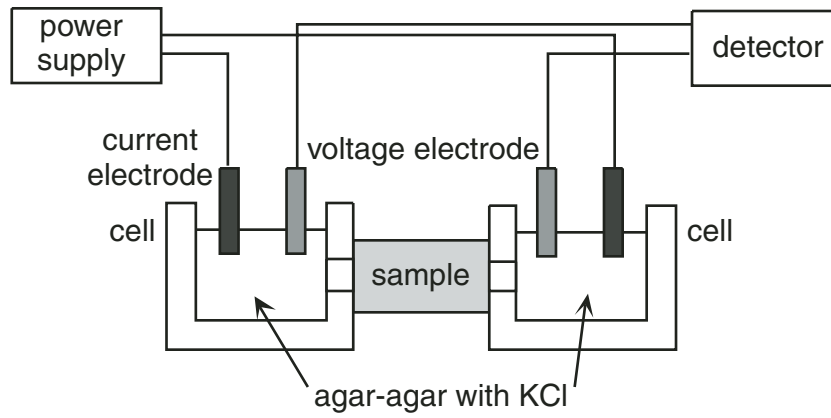 power
supply
detector
current
electrode
voltage electrode
cell
cell
sample
agar-agar with KCl